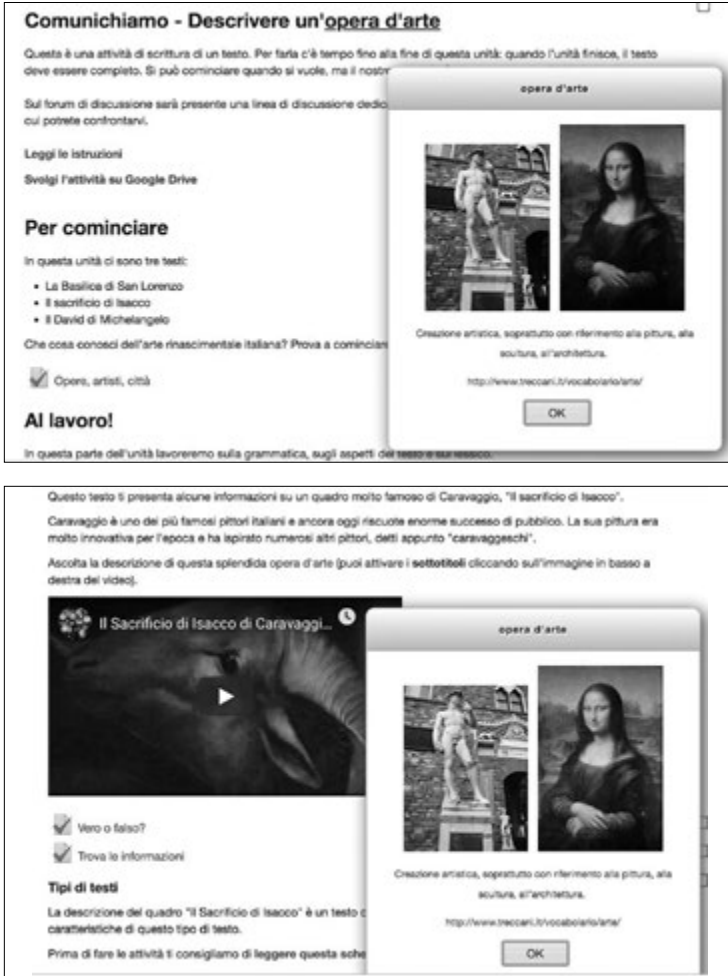 Comunichiamo - Descrivere un'opera d'arte
Questa è una attività di scrittura di un testo. Per farla c'è tempo fino alla fine di questa unità: quando l'unità finisce, il testo
deve essere completo. Si può cominciare quando si vuole, ma il nostro
Sul forum di discussione sarà presente una linea di discussione
cui potrete confrontarvi.
Leggi le istruzioni
Svolgi l'attività su Google Drive
Per cominciare
In questa unità ci sono tre testi:
• La Basilica di San Lorenzo
• Il sacrificio di Isacco
• Il David di Michelangelo
Che cosa conosci dell'arte rinascimentale italiana? Prova a
Opere, artisti, città
Al lavoro!
In questa parte dell'unità lavoreremo sulla grammatica, sugli aspetti del testo e sul lessico.
opera d'arte
Creazione artistica, soprattutto con riferimento alla pittura, alla
scultura, all'architettura.
http://www.treccani.it/vocabolario/arte/
OK
Questo testo ti presenta alcune informazioni su un quadro molto famoso di Caravaggio, "Il sacrificio di Isacco".
Caravaggio è uno dei più famosi pittori italiani e ancora oggi riscuote enorme successo di pubblico. La sua pittura era
molto innovativa per l'epoca e ha ispirato numerosi altri pittori, detti appunto "caravaggeschi".
Ascolta la descrizione di questa splendida opera d'arte (puoi attivare i sottotitoli cliccando sull'immagine in basso a
destra del video).
Il Sacrificio di Isacco di Caravaggi...
Vero o falso?
Trova le informazioni
Tipi di testi
La descrizione del quadro "Il Sacrificio di Isacco" è un testo
caratteristiche di questo tipo di testo.
Prima di fare le attività ti consigliamo di leggere questa
opera d'arte
Creazione artistica, soprattutto con riferimento alla pittura, alla
scultura, all'architettura.
http://www.treccani.it/vocabolario/arte/
OK